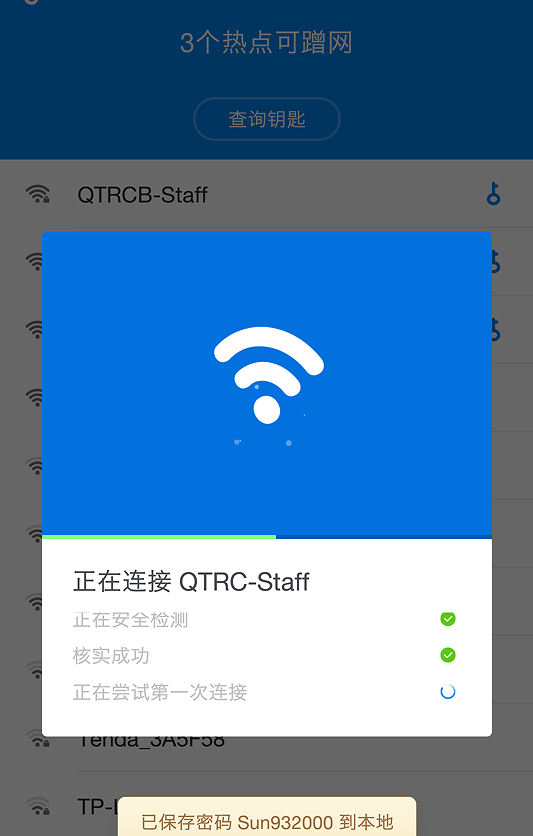 3个热点可蹭网
查询钥匙
QTRCB-Staff
正在连接 QTRC-Staff
正在安全检测
核实成功
正在尝试第一次连接
Tenda_3A5F58
TP-L
已保存密码 Sun932000 到本地